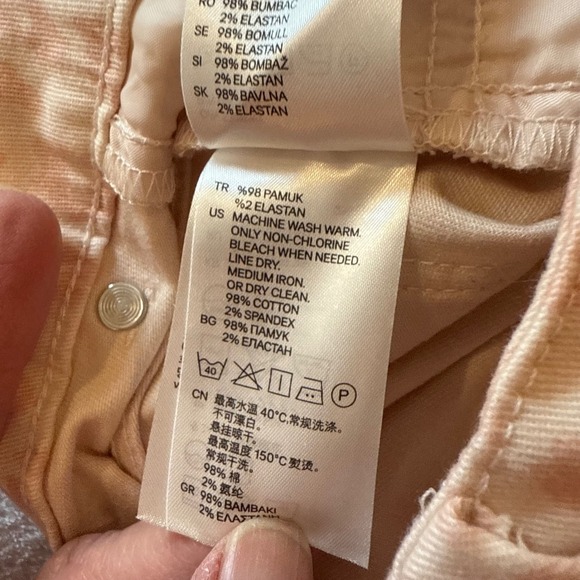 RO 98% BUMBAC
2% ELASTAN
SE 98% BOMULL
2% ELASTAN
SI 98% BOMBAŽ
2% ELASTAN
SK 98% BAVLNA
2% ELASTAN
TR %98 PAMUK
%2 ELASTAN
US MACHINE WASH WARM.
ONLY NON-CHLORINE
BLEACH WHEN NEEDED.
LINE DRY.
MEDIUM IRON.
OR DRY CLEAN.
98% COTTON
2% SPANDEX
BG 98% ПАМУК
2% ЕЛАСТАН
40 P
CN 最高水温 40°C.常规洗涤.
不可漂白。
悬挂晾干。
最高温度 150°C 熨烫。
常规干洗。
98% 棉
2% 氨纶
GR 98% ΒΑΜΒΑΚΙ
2% ΕΛΑΣΤΑΝΗ